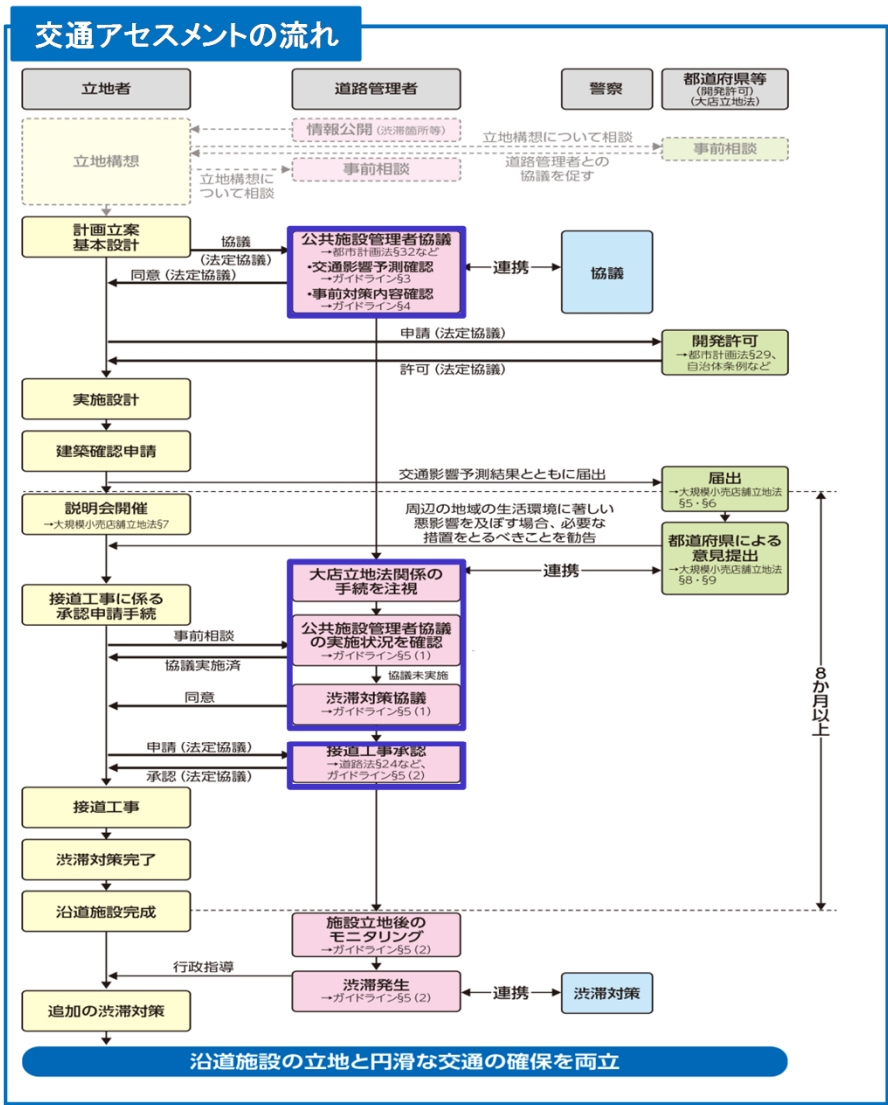 交通アセスメントの流れ
立地者
道路管理者
警察
都道府県等
(開発許可)
(大店立地法)
立地構想
情報公開 (渋滞箇所等)
立地構想について相談
事前相談
道路管理者との
協議を促す
事前相談
立地構想に
ついて相談
計画立案
基本設計
協議
(法定協議)
同意 (法定協議)
公共施設管理者協議
→都市計画法§32など
・交通影響予測確認
→ガイドライン§3
・事前対策内容確認
→ガイドライン§4
連携
協議
申請 (法定協議)
許可 (法定協議)
開発許可
→都市計画法§29、
自治体条例など
実施設計
建築確認申請
交通影響予測結果とともに届出
届出
→大規模小売店舗立地法
§5・§6
説明会開催
→大規模小売店舗立地法§7
周辺の地域の生活環境に著しい
悪影響を及ぼす場合、必要な
措置をとるべきことを勧告
都道府県による
意見提出
→大規模小売店舗立地法
§8・§9
大店立地法関係の
手続を注視
連携
接道工事に係る
承認申請手続
事前相談
協議実施済
公共施設管理者協議
の実施状況を確認
→ガイドライン§5 (1)
協議未実施
同意
渋滞対策協議
→ガイドライン§5 (1)
8か月以上
申請 (法定協議)
承認 (法定協議)
接道工事承認
→道路法§24など、
ガイドライン§5 (2)
接道工事
渋滞対策完了
沿道施設完成
施設立地後の
モニタリング
→ガイドライン§5 (2)
行政指導
渋滞発生
→ガイドライン§5 (2)
連携
渋滞対策
追加の渋滞対策
沿道施設の立地と円滑な交通の確保を両立